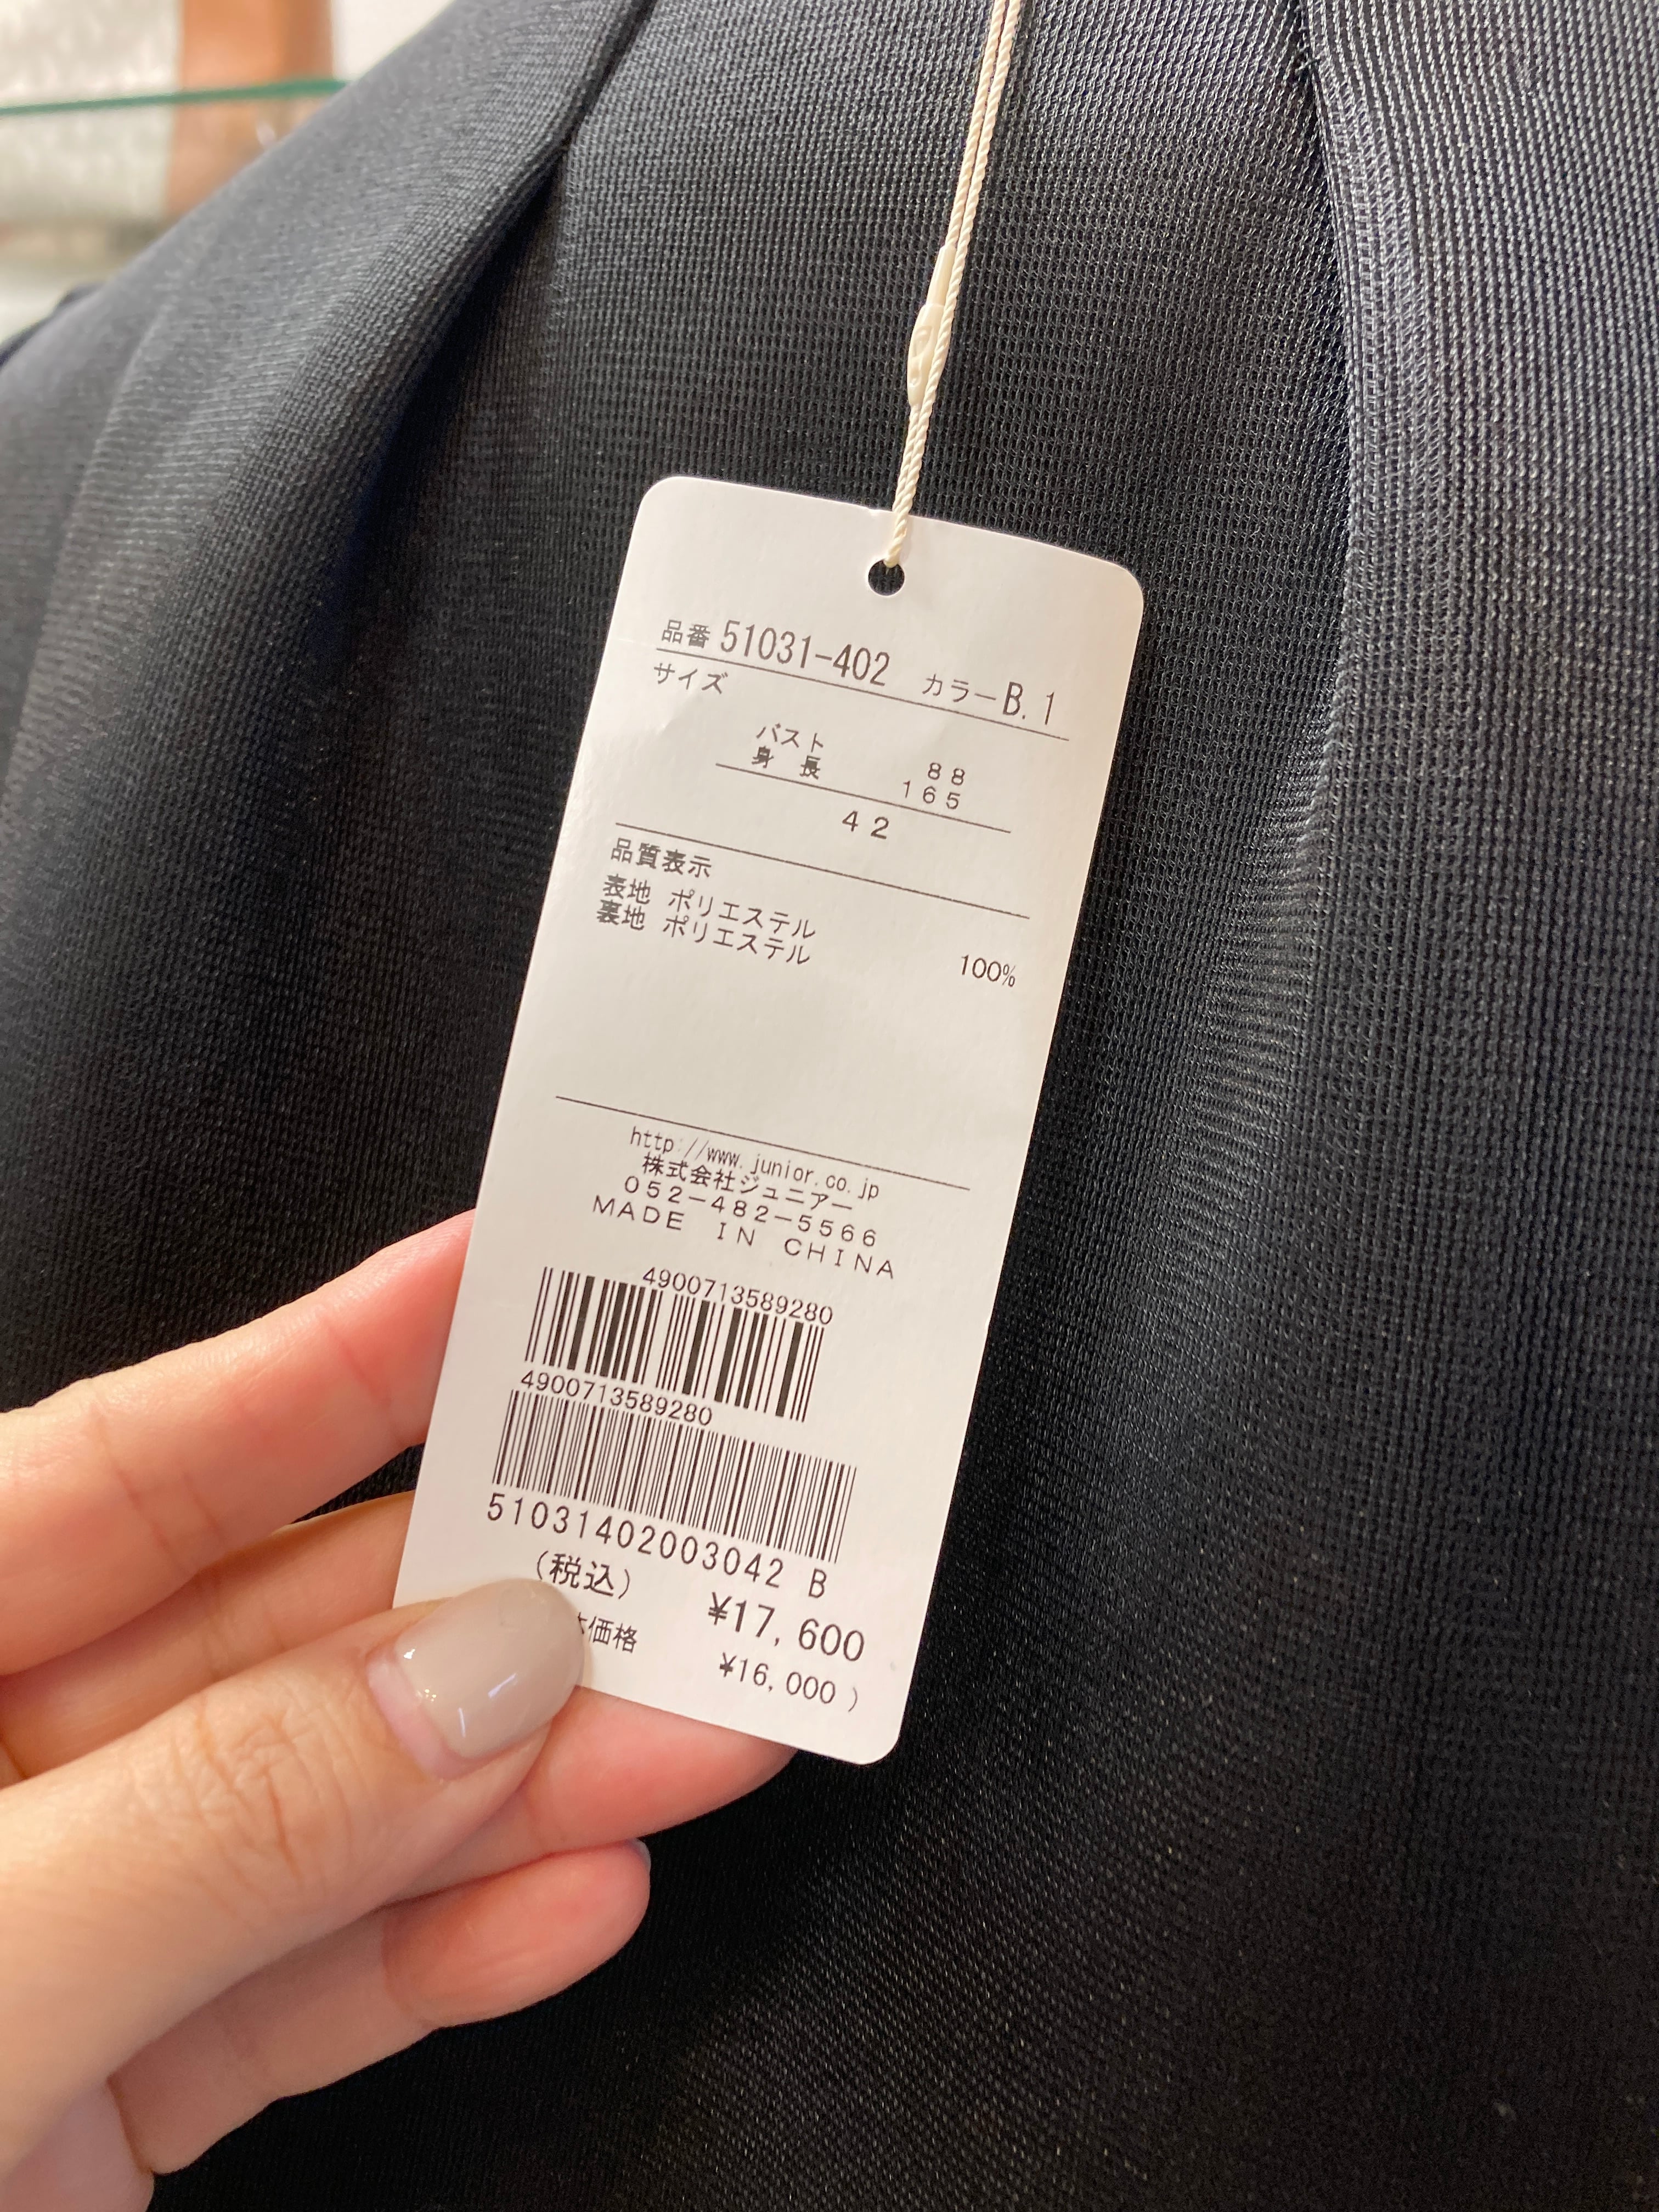 品番 51031-402 カラー B. 1
サイズ
バスト 88
身長 165
42
品質表示
表地 ポリエステル
裏地 ポリエステル 100%
http://www.junior.co.jp
株式会社ジュニアー
052-482-5566
MADE IN CHINA
4900713589280
4900713589280
51031402003042 B
(税込) ¥17,600
価格 ¥16,000)